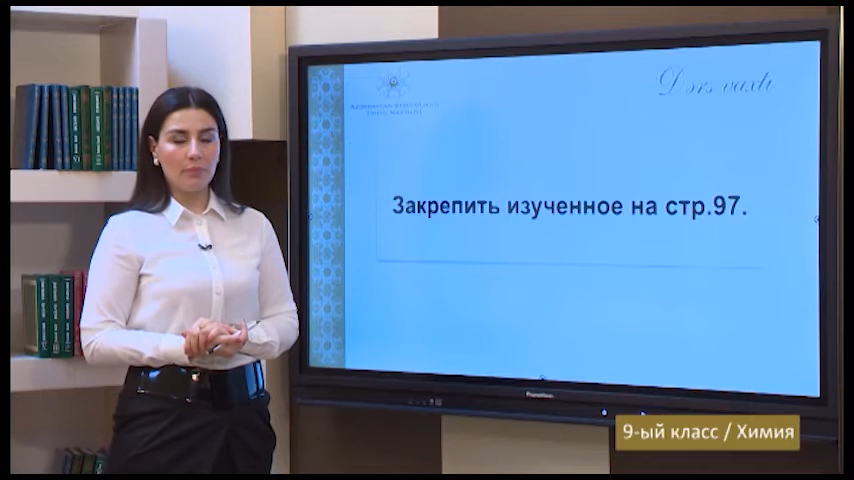 Dərs vaxtı
Закрепить изученное на стр.97.
9-ый класс / Химия